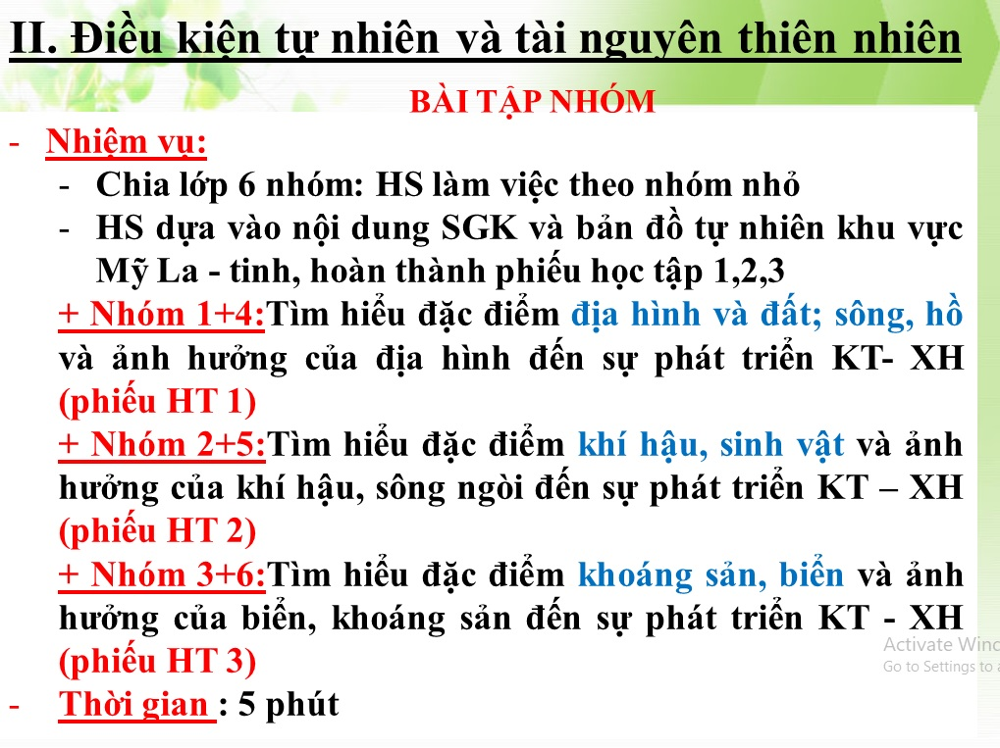 II. Điều kiện tự nhiên và tài nguyên thiên nhiên
BÀI TẬP NHÓM
- Nhiệm vụ:
- Chia lớp 6 nhóm: HS làm việc theo nhóm nhỏ
- HS dựa vào nội dung SGK và bản đồ tự nhiên khu vực
Mỹ La - tinh, hoàn thành phiếu học tập 1,2,3
+ Nhóm 1+4:Tìm hiểu đặc điểm địa hình và đất; sông, hồ
và ảnh hưởng của địa hình đến sự phát triển KT- XH
(phiếu HT 1)
+ Nhóm 2+5:Tìm hiểu đặc điểm khí hậu, sinh vật và ảnh
hưởng của khí hậu, sông ngòi đến sự phát triển KT – XH
(phiếu HT 2)
+ Nhóm 3+6:Tìm hiểu đặc điểm khoáng sản, biển và ảnh
hưởng của biển, khoáng sản đến sự phát triển KT - XH
(phiếu HT 3)
Activate Winc
Go to Settings to a
- Thời gian : 5 phút